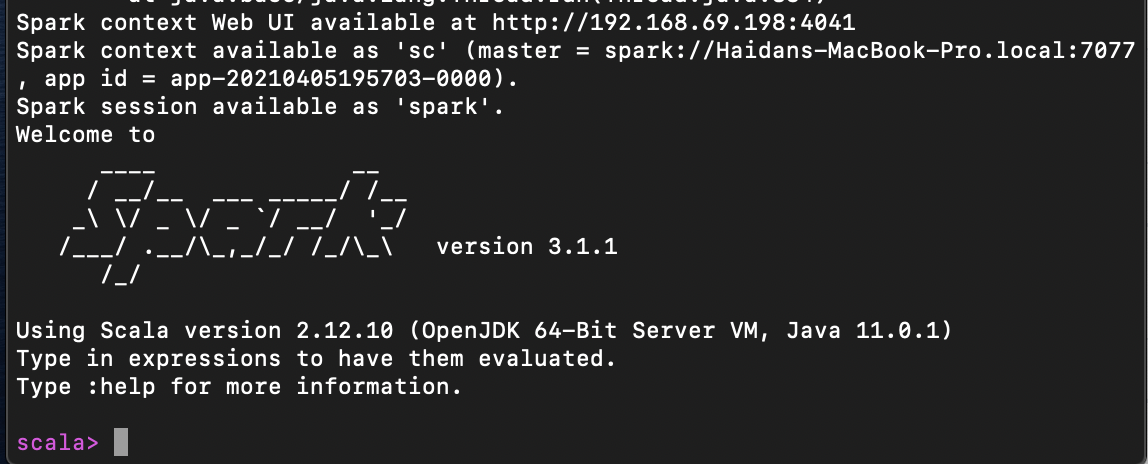 Spark context Web UI available at http://192.168.69.198:4041
Spark context available as 'sc' (master = spark://Haidans-MacBook-Pro.local:7077
, app id = app-20210405195703-0000).
Spark session available as 'spark'.
Welcome to
      ____              __
     / __/__  ___ _____/ /__
    _\ \/ _ \/ _ `/ __/  '_/
   /___/ .__/\_,_/_/ /_/\_\   version 3.1.1
      /_/
Using Scala version 2.12.10 (OpenJDK 64-Bit Server VM, Java 11.0.1)
Type in expressions to have them evaluated.
Type :help for more information.
scala>